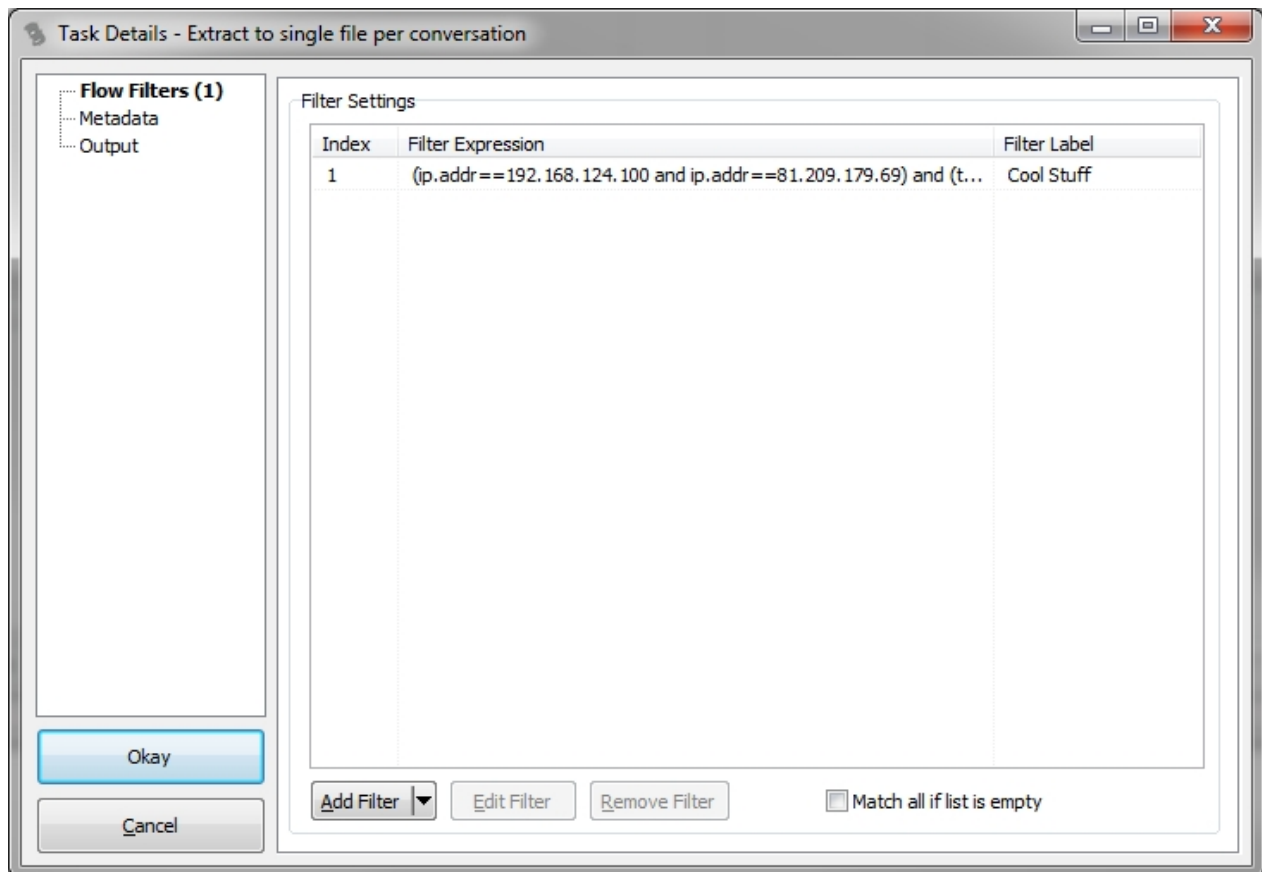 Task Details - Extract to single file per conversation
Flow Filters (1)
Metadata
Output
Okay
Cancel
Filter Settings
Index Filter Expression Filter Label
1 (ip.addr==192.168.124.100 and ip.addr==81.209.179.69) and (t... Cool Stuff
Add Filter Edit Filter Remove Filter Match all if list is empty